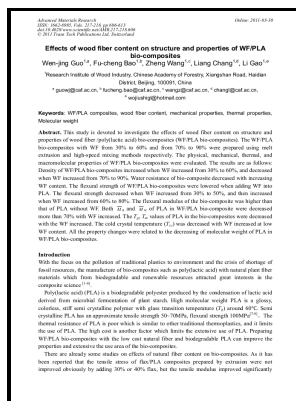 Advanced Materials Research Online: 2011-03-30
ISSN: 1662-8985, Vols. 217-218, pp 606-613
© 2011 Trans Tech Publications Ltd, Switzerland
Effects of wood fiber content on structure and properties of WF/PLA
bio-composites
Wen-jing Guo1,a, Fu-cheng Bao1,b, Zheng Wang1,c, Liang Chang1,d, Li Gao1,e
1Research Institute of Wood Industry, Chinese Academy of Forestry, Xiangshan Road, Haidian
District, Beijing, 100091, China
a guowj@caf.ac.cn, b fucheng.bao@caf.ac.cn, c wangz@caf.ac.cn, d changl@caf.ac.cn,
e wojiushigl@hotmail.com
Keywords: WF/PLA composites, wood fiber content, mechanical properties, thermal properties,
Molecular weight
Abstract. This study is devoted to investigate the effects of wood fiber content on structure and
properties of wood fiber /poly(lactic acid) bio-composites (WF/PLA bio-composites). The WF/PLA
bio-composites with WF from 30% to 60% and from 70% to 90% were prepared using melt
extrusion and high-speed mixing methods respectively. The physical, mechanical, thermal, and
macromolecular properties of WF/PLA bio-composites were evaluated. The results are as follows:
Density of WF/PLA bio-composites increased when WF increased from 30% to 60%, and decreased
when WF increased from 70% to 90%. Water resistance of bio-composite decreased with increasing
WF content. The flexural strength of WF/PLA bio-composites were lowered when adding WF into
PLA. The flexural strength decreased when WF increased from 30% to 50%, and then increased
when WF increased from 60% to 80%. The flexural modulus of the bio-composite was higher than
that of PLA without WF. Both M̄n and M̄w of PLA in WF/PLA bio-composite were decreased
more than 70% with WF increased. The Tg, Tm values of PLA in the bio-composites were decreased
with the WF increased. The cold crystal temperature (Tcc) was decreased with WF increased at low
WF content. All the property changes were related to the decreasing of molecular weight of PLA in
WF/PLA bio-composites.
Introduction
With the focus on the pollution of traditional plastics to environment and the crisis of shortage of
fossil resources, the manufacture of bio-composites such as poly(lactic acid) with natural plant fiber
materials which from biodegradable and renewable resources attracted great interests in the
composite science
Poly(lactic acid) (PLA) is a biodegradable polyester produced by the condensation of lactic acid
derived from microbial fermentation of plant starch. High molecular weight PLA is a glossy,
colorless, stiff semi crystalline polymer with glass transition temperature (Tg) around 60℃. Semi
crystalline PLA has an approximate tensile strength 50~70MPa, flexural strength 100MPa. The
thermal resistance of PLA is poor which is similar to other traditional thermoplastics, and it limits
the use of PLA. The high cost is another factor which limits the extensive use of PLA. Preparing
WF/PLA bio-composites with the low cost natural fiber and biodegradable PLA can improve the
properties and extensive the use area of the bio-composites.
There are already some studies on effects of natural fiber content on bio-composites. As it has
been reported that the tensile stress of flax/PLA composites prepared by extrusion were not
improved obviously by adding 30% or 40% flax, but the tensile modulus improved significantly